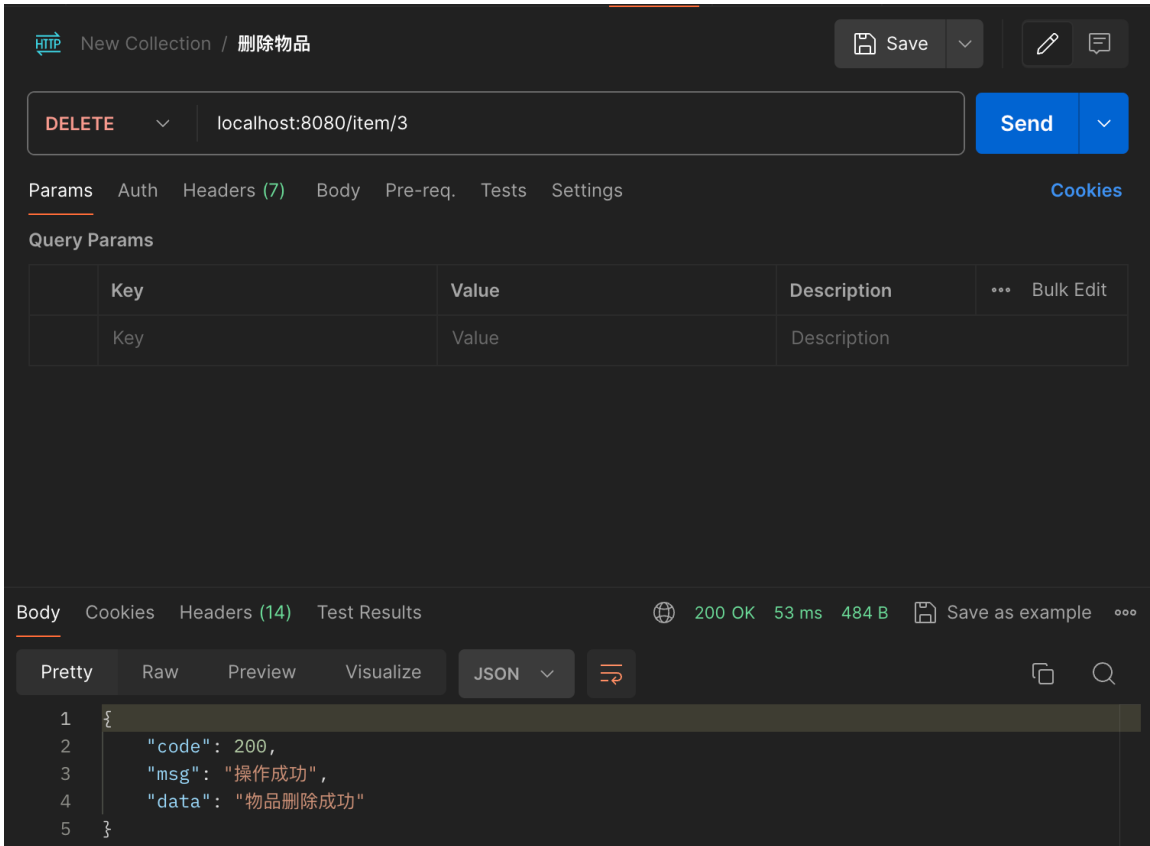 HTTP New Collection / 删除物品 Save
DELETE localhost:8080/item/3 Send
Params Auth Headers (7) Body Pre-req. Tests Settings Cookies
Query Params
Key Value Description Bulk Edit
Key Value Description
Body Cookies Headers (14) Test Results 200 OK 53 ms 484 B Save as example
Pretty Raw Preview Visualize JSON
1 {
2 "code": 200,
3 "msg": "操作成功",
4 "data": "物品删除成功"
5 }